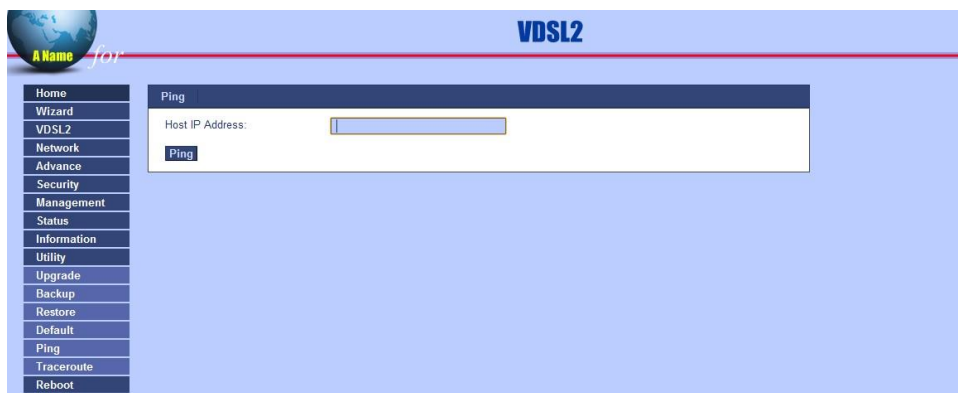 VDSL2
A Name for
Home
Wizard
VDSL2
Network
Advance
Security
Management
Status
Information
Utility
Upgrade
Backup
Restore
Default
Ping
Traceroute
Reboot
Ping
Host IP Address:
Ping